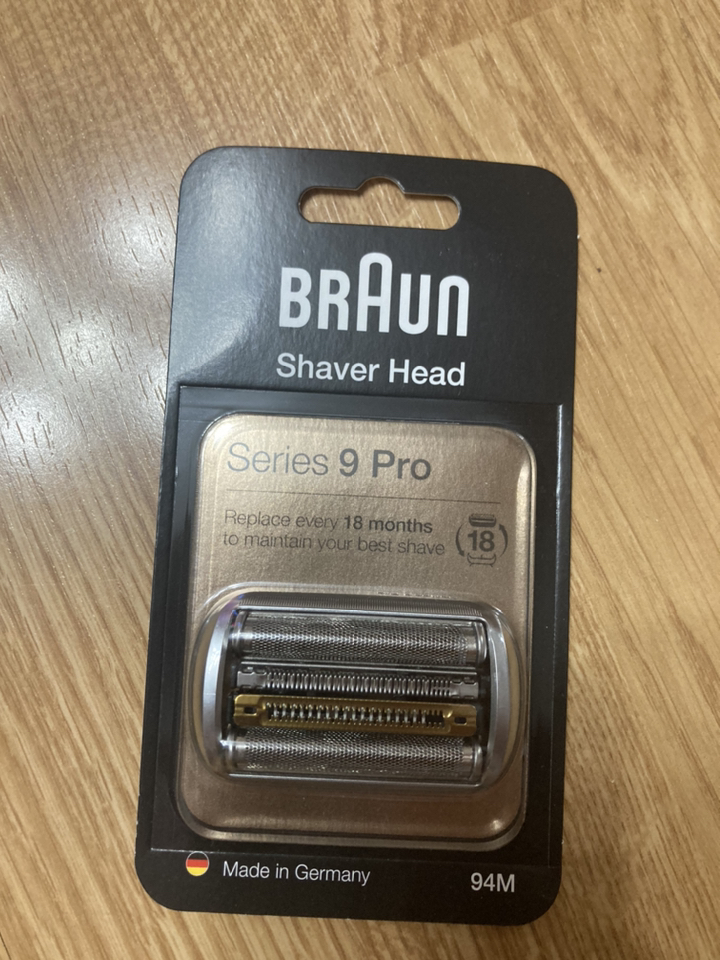 BRAUN
Shaver Head
Series 9 Pro
Replace every 18 months
to maintain your best shave
18
Made in Germany
94M